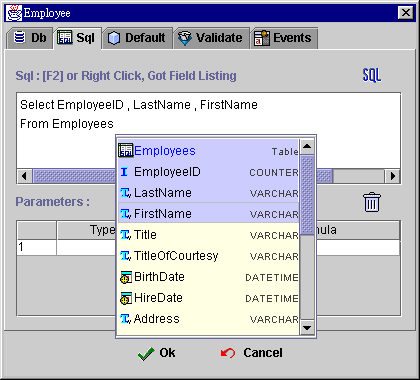 Employee
Db Sql Default Validate Events
Sql : [F2] or Right Click, Got Field Listing SQL
Select EmployeeID , LastName , FirstName
From Employees
Employees Table
EmployeeID COUNTER
LastName VARCHAR
FirstName VARCHAR
Title VARCHAR
TitleOfCourtesy VARCHAR
BirthDate DATETIME
HireDate DATETIME
Address VARCHAR
Parameters :
Type
1
Ok Cancel